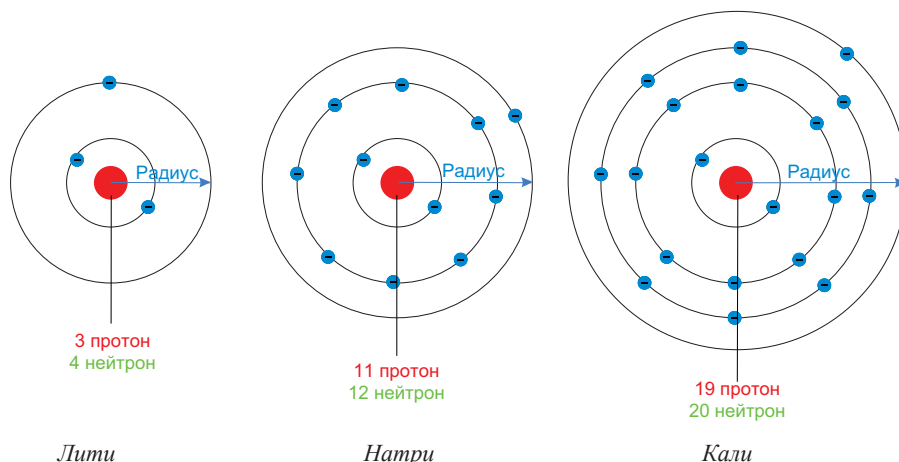 Радиус
3 протон
4 нейтрон
Лити
Радиус
11 протон
12 нейтрон
Натри
Радиус
19 протон
20 нейтрон
Кали